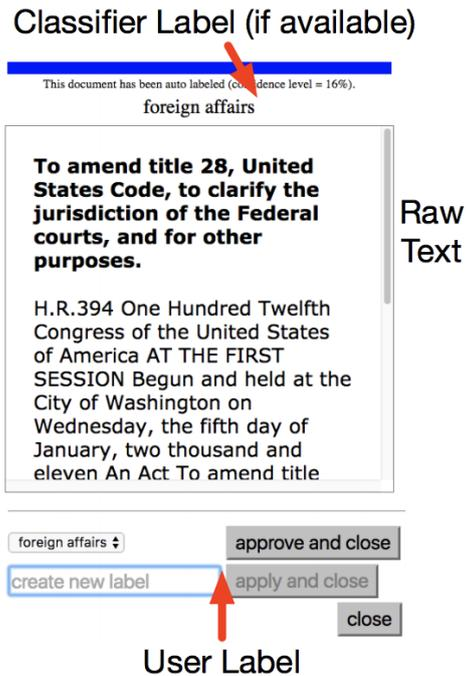 Classifier Label (if available)
This document has been auto labeled (co dence level = 16%).
foreign affairs
To amend title 28, United
States Code, to clarify the
jurisdiction of the Federal
courts, and for other
purposes.
Raw
Text
H.R.394 One Hundred Twelfth
Congress of the United States
of America AT THE FIRST
SESSION Begun and held at the
City of Washington on
Wednesday, the fifth day of
January, two thousand and
eleven An Act To amend title
foreign affairs
approve and close
create new label
apply and close
close
User Label